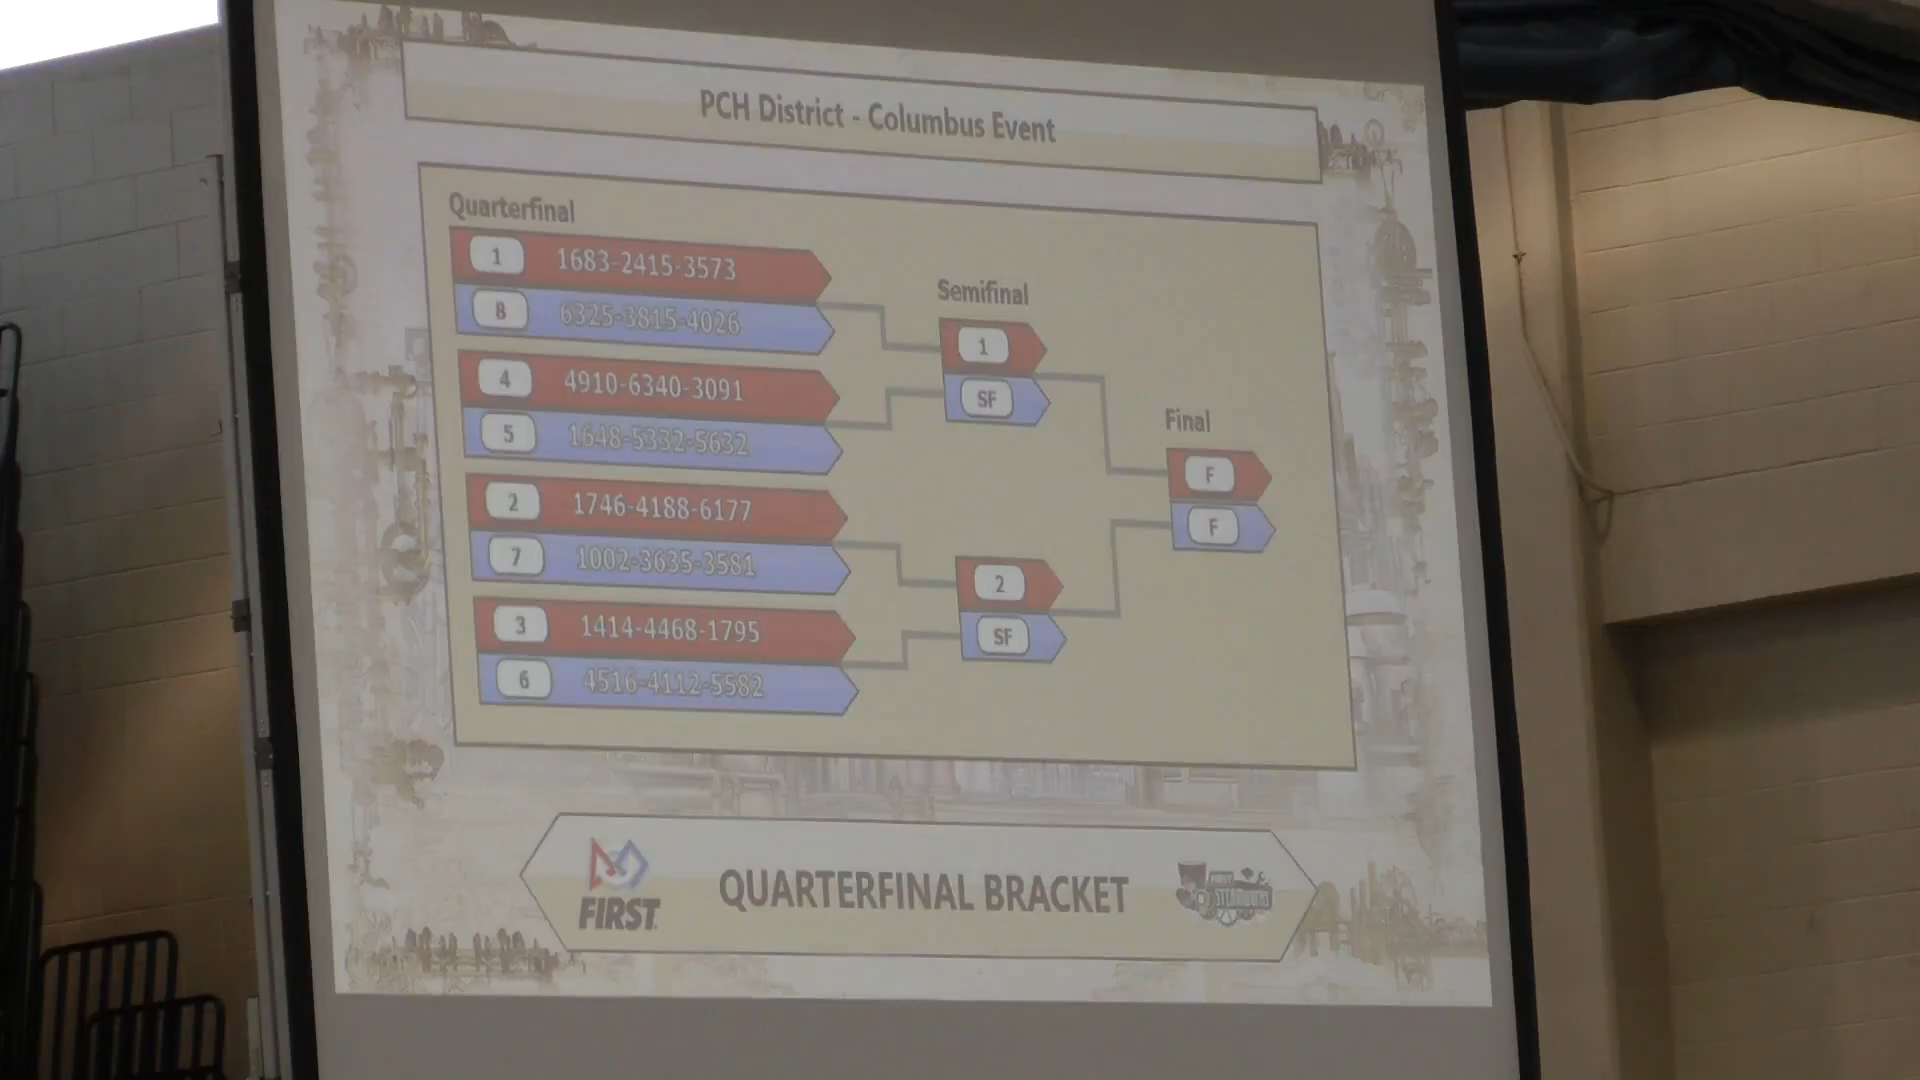 PCH District - Columbus Event
Quarterfinal
1 1683-2415-3573
8 6325-3815-4026
4 4910-6340-3091
5 1648-5332-5632
2 1746-4188-6177
7 1002-3635-3581
3 1414-4468-1795
6 4516-4112-5582
Semifinal
1
SF
2
SF
Final
F
F
FIRST
QUARTERFINAL BRACKET
FIRST
STEAMWORKS